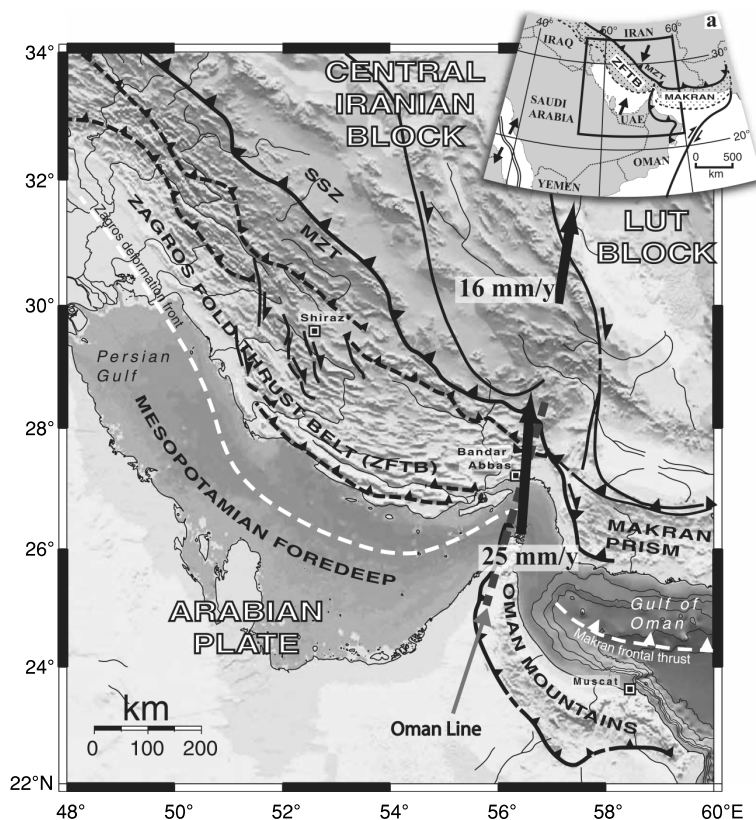 a
40°
50°
60°
30°
20°
IRAQ
IRAN
ZFTB
MZT
MAKRAN
SAUDI
ARABIA
UAE
OMAN
YEMEN
0 500
km
34°
32°
30°
28°
26°
24°
22°N
CENTRAL
IRANIAN
BLOCK
SSZ
MZT
LUT
BLOCK
ZAGROS FOLD THRUST BELT (ZFTB)
Zagros deformation front
16 mm/y
Shiraz
Persian
Gulf
MESOPOTAMIAN FOREDEEP
Bandar
Abbas
MAKRAN
PRISM
25 mm/y
ARABIAN
PLATE
OMAN MOUNTAINS
Gulf of
Oman
Makran frontal thrust
Muscat
Oman Line
km
0 100 200
48° 50° 52° 54° 56° 58° 60°E